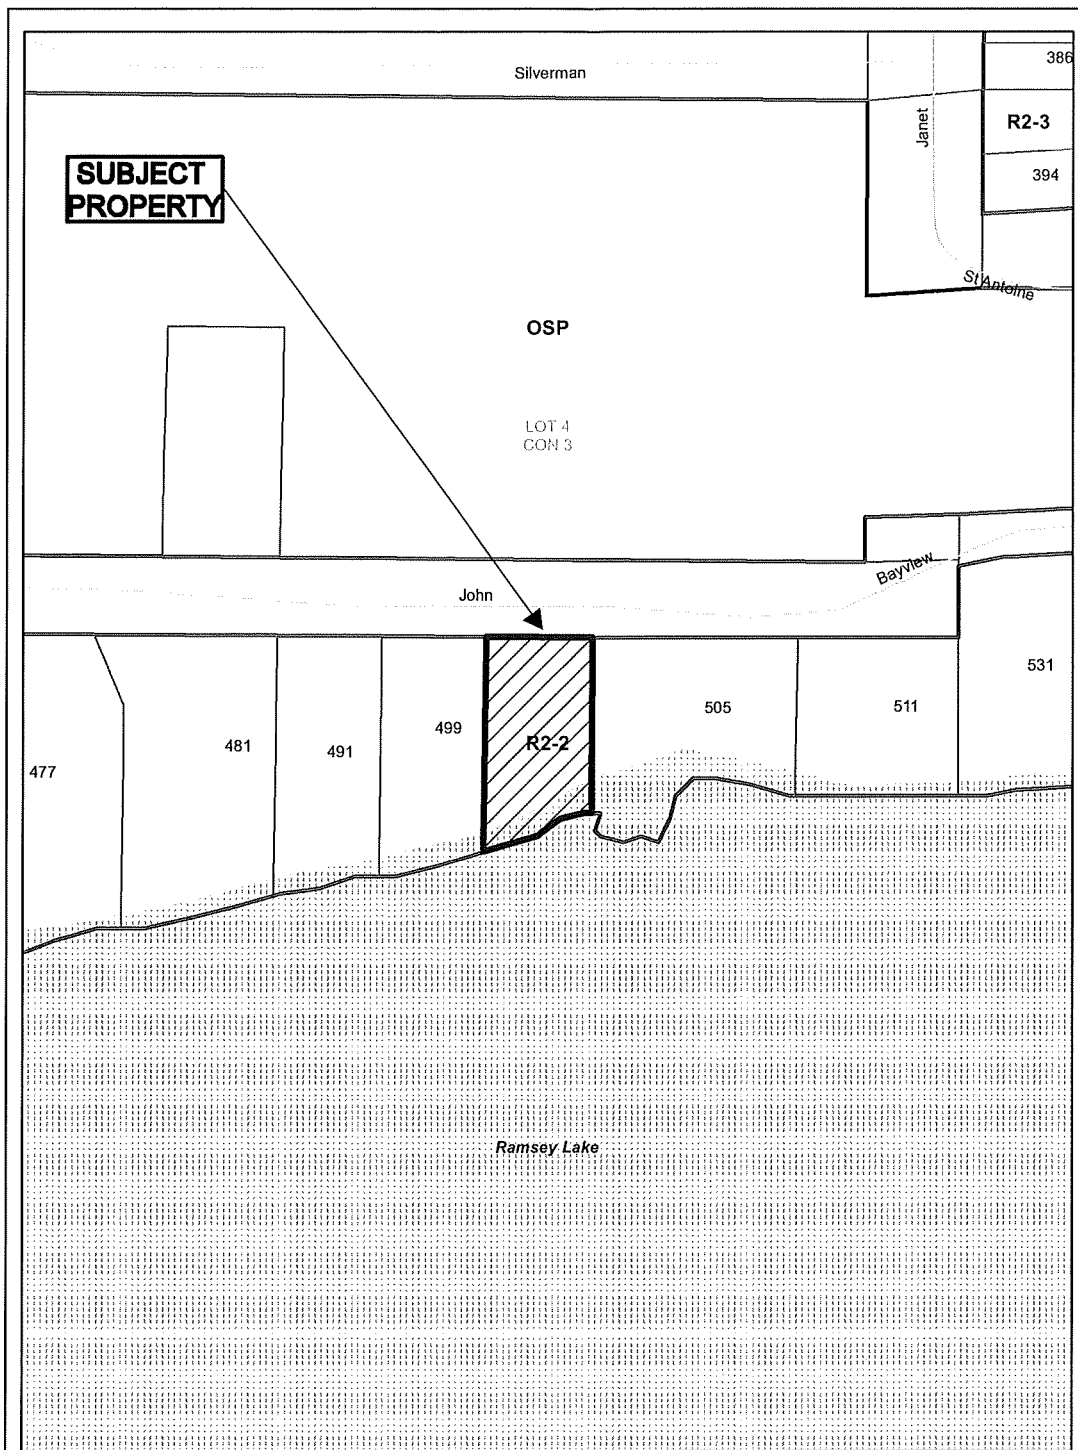 Silverman
386
Janet
R2-3
SUBJECT
PROPERTY
394
St Antoine
OSP
LOT 4
CON 3
Bayview
John
531
505
511
499
481
R2-2
491
477
Ramsey Lake